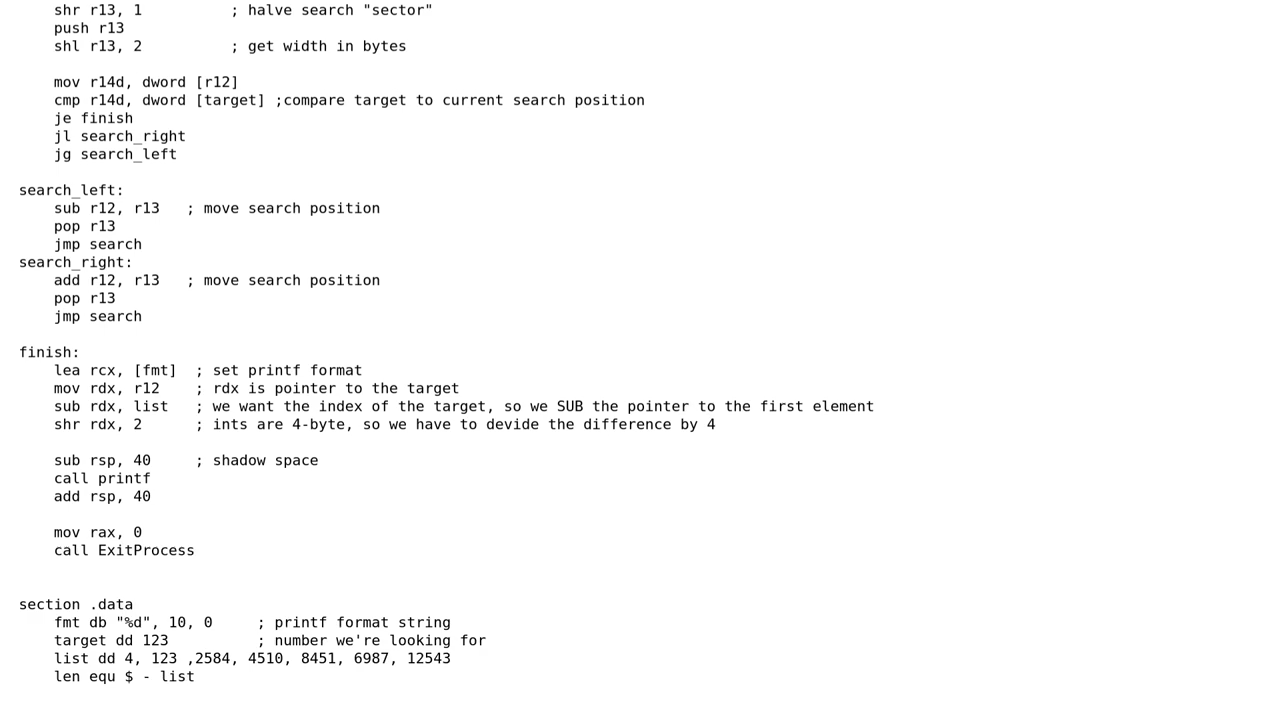 shr r13, 1          ; halve search "sector"
push r13
shl r13, 2          ; get width in bytes
mov r14d, dword [r12]
cmp r14d, dword [target] ;compare target to current search position
je finish
jl search_right
jg search_left
search_left:
sub r12, r13   ; move search position
pop r13
jmp search
search_right:
add r12, r13   ; move search position
pop r13
jmp search
finish:
lea rcx, [fmt]  ; set printf format
mov rdx, r12    ; rdx is pointer to the target
sub rdx, list   ; we want the index of the target, so we SUB the pointer to the first element
shr rdx, 2      ; ints are 4-byte, so we have to devide the difference by 4
sub rsp, 40     ; shadow space
call printf
add rsp, 40
mov rax, 0
call ExitProcess
section .data
fmt db "%d", 10, 0     ; printf format string
target dd 123          ; number we're looking for
list dd 4, 123 ,2584, 4510, 8451, 6987, 12543
len equ $ - list